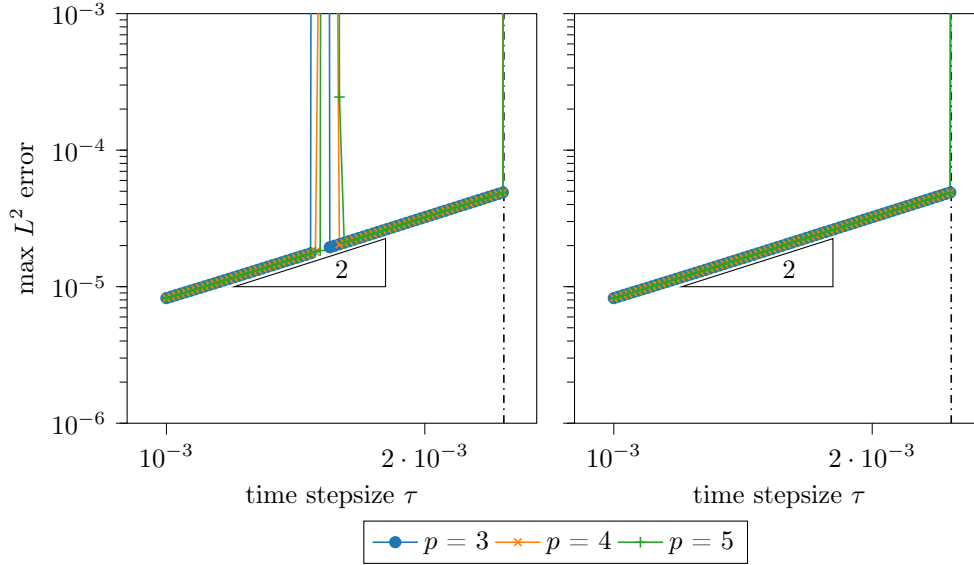 10⁻³
10⁻⁴
10⁻⁵
10⁻⁶
max L² error
2
2
10⁻³
2 · 10⁻³
10⁻³
2 · 10⁻³
time stepsize τ
time stepsize τ
p = 3 p = 4 p = 5